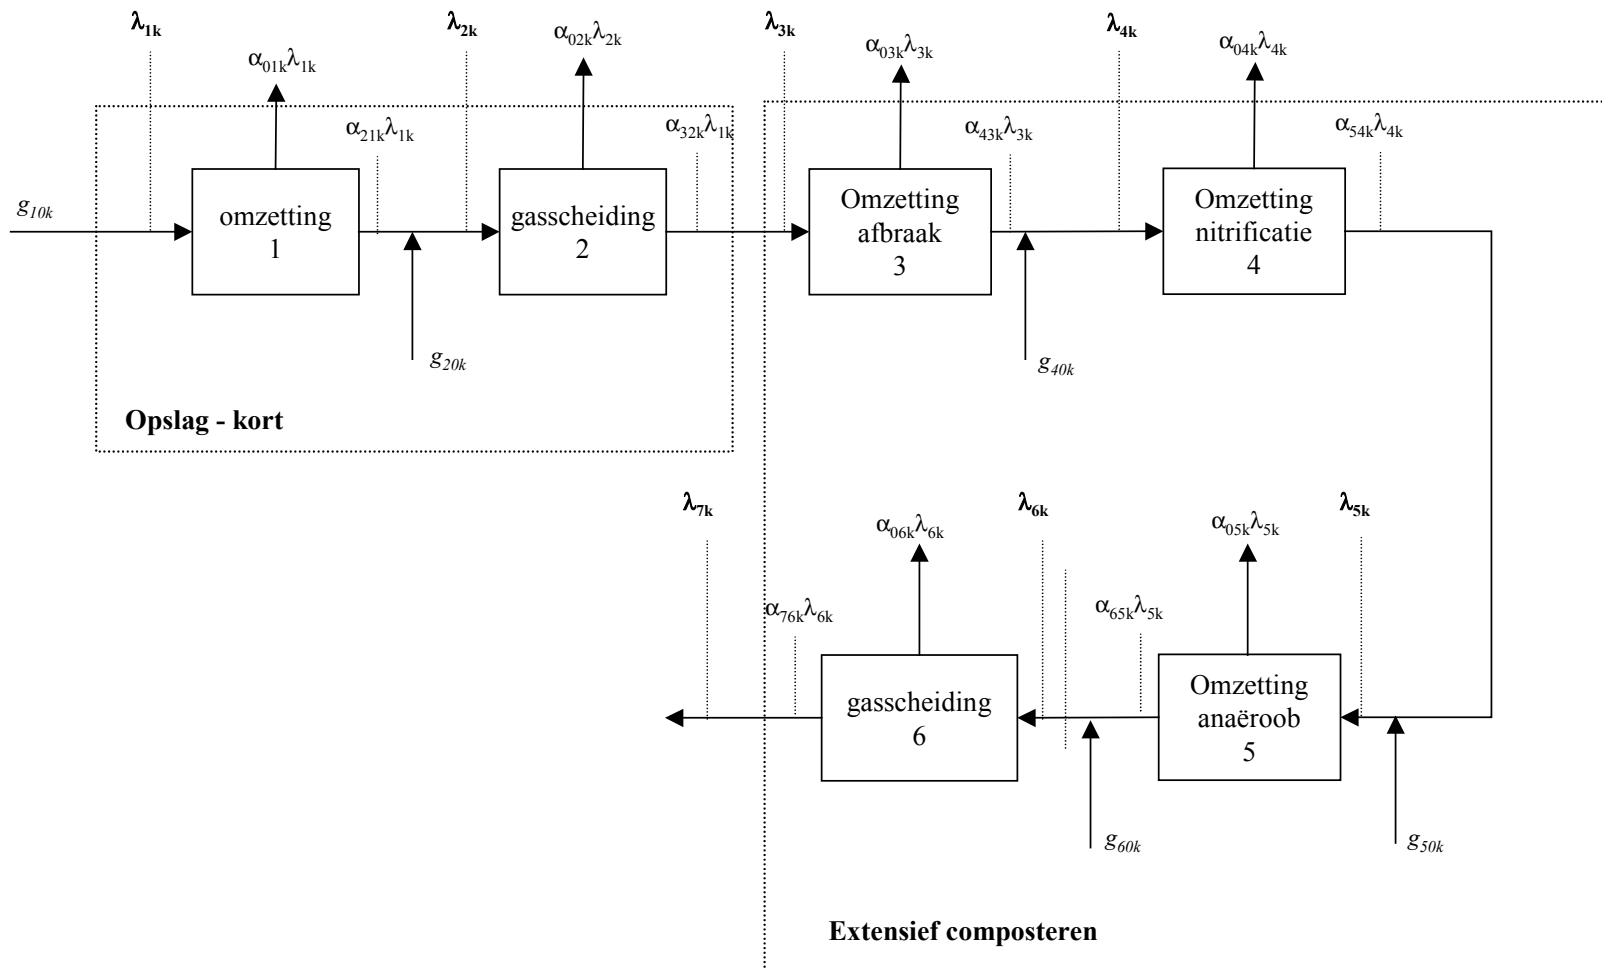 λ1k
α01kλ1k
α21kλ1k
λ2k
α02kλ2k
α32kλ1k
λ3k
α03kλ3k
α43kλ3k
λ4k
α04kλ4k
α54kλ4k
g10k
omzetting
1
gasscheiding
2
Omzetting
afbraak
3
Omzetting
nitrificatie
4
g20k
g40k
Opslag - kort
λ7k
α76kλ6k
α06kλ6k
λ6k
α65kλ5k
α05kλ5k
λ5k
gasscheiding
6
Omzetting
anaëroob
5
g60k
g50k
Extensief composteren